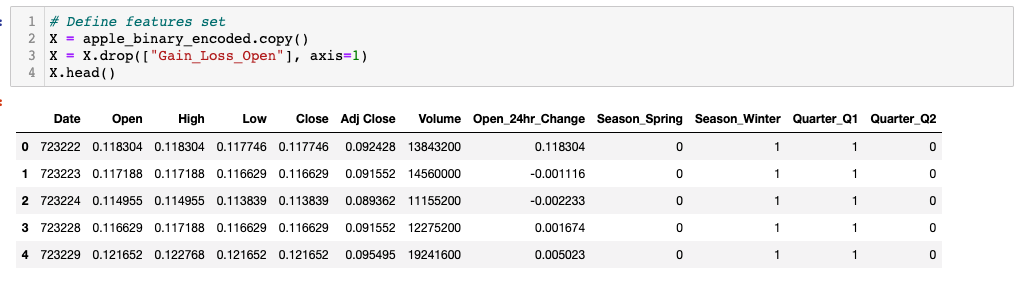 1 # Define features set
2 X = apple_binary_encoded.copy()
3 X = X.drop(["Gain_Loss_Open"], axis=1)
4 X.head()
Date Open High Low Close Adj Close Volume Open_24hr_Change Season_Spring Season_Winter Quarter_Q1 Quarter_Q2
0 723222 0.118304 0.118304 0.117746 0.117746 0.092428 13843200 0.118304 0 1 1 0
1 723223 0.117188 0.117188 0.116629 0.116629 0.091552 14560000 -0.001116 0 1 1 0
2 723224 0.114955 0.114955 0.113839 0.113839 0.089362 11155200 -0.002233 0 1 1 0
3 723228 0.116629 0.117188 0.116629 0.116629 0.091552 12275200 0.001674 0 1 1 0
4 723229 0.121652 0.122768 0.121652 0.121652 0.095495 19241600 0.005023 0 1 1 0